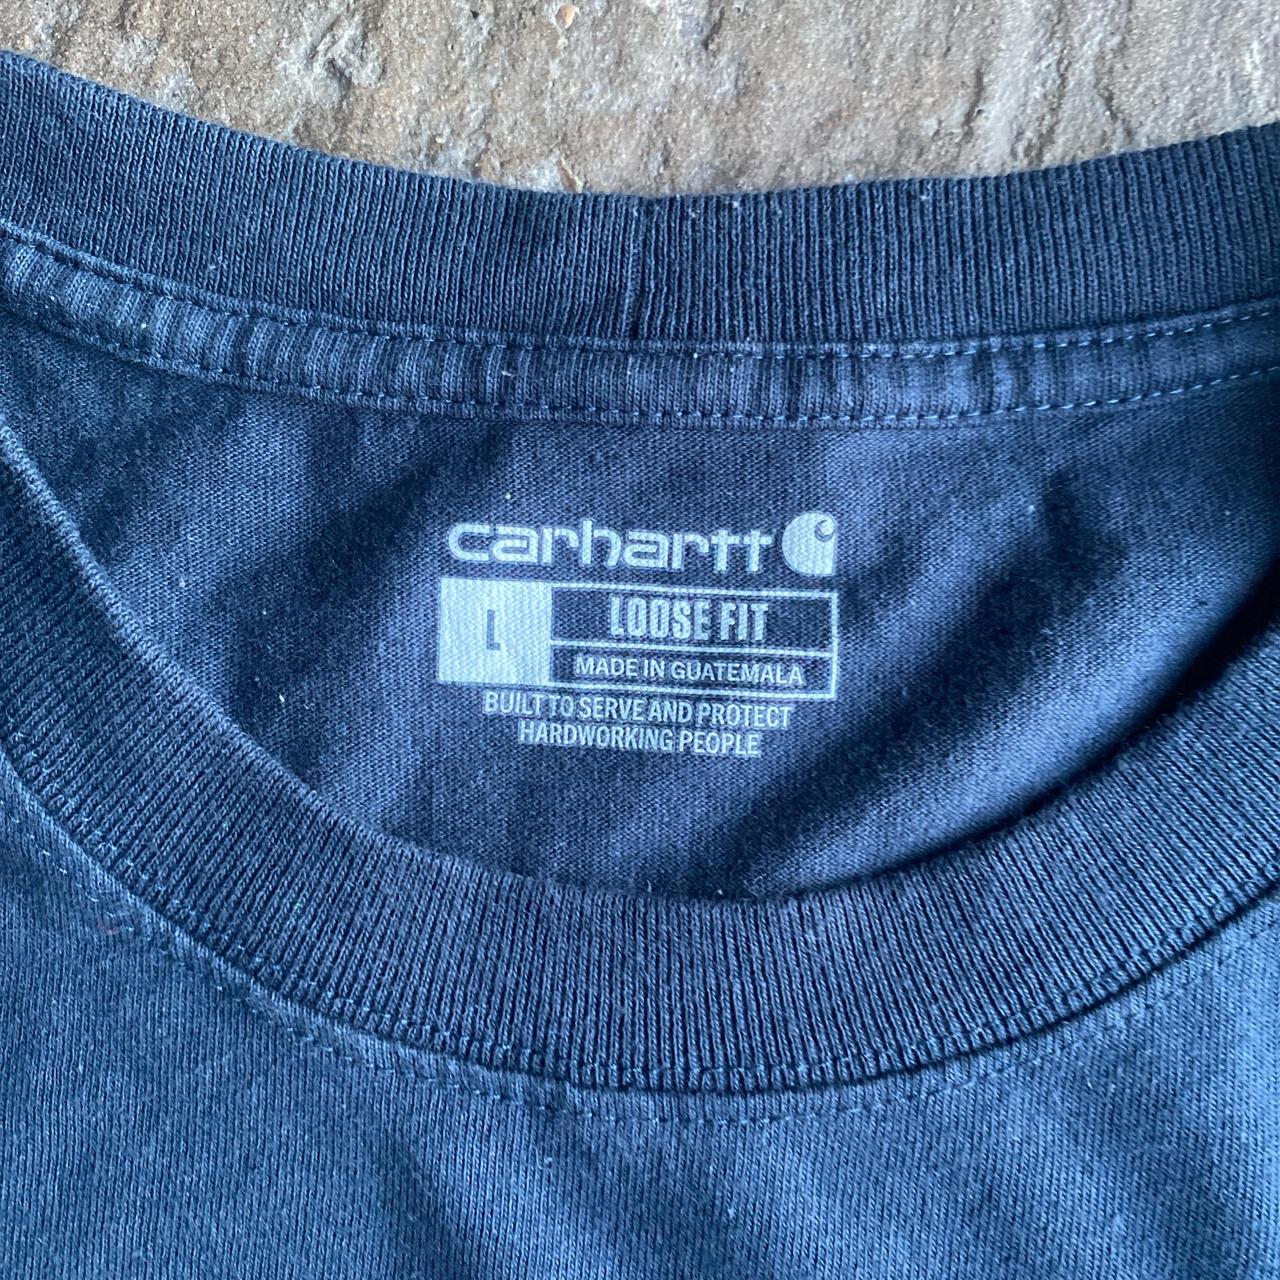 carhartt
L
LOOSE FIT
MADE IN GUATEMALA
BUILT TO SERVE AND PROTECT
HARDWORKING PEOPLE